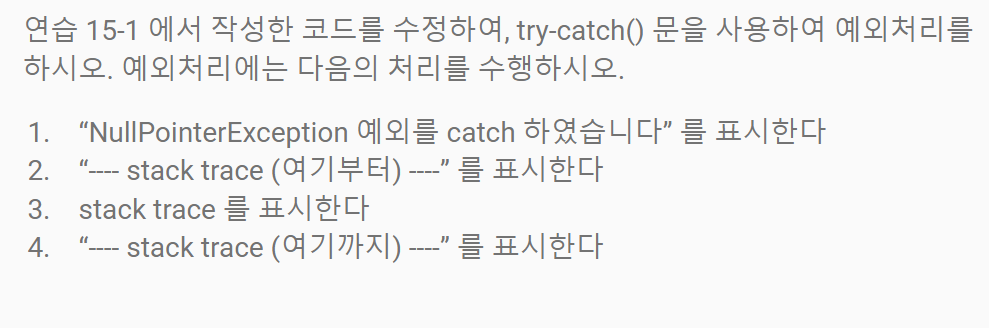 연습 15-1 에서 작성한 코드를 수정하여, try-catch() 문을 사용하여 예외처리를
하시오. 예외처리에는 다음의 처리를 수행하시오.
1. “NullPointerException 예외를 catch 하였습니다” 를 표시한다
2. “---- stack trace (여기부터) ----” 를 표시한다
3. stack trace 를 표시한다
4. “---- stack trace (여기까지) ----” 를 표시한다